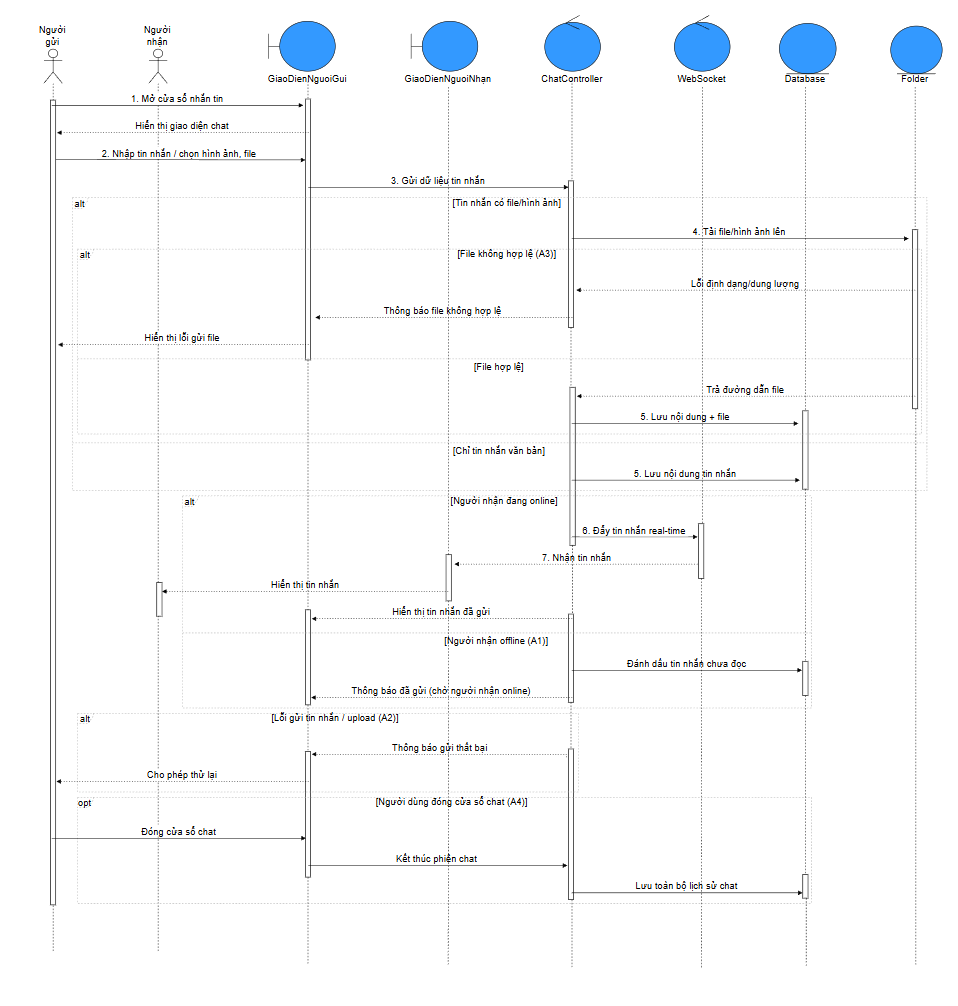 Người
gửi
Người
nhận
GiaoDienNguoiGui
GiaoDienNguoiNhận
ChatController
WebSocket
Database
Folder
1. Mở cửa sổ nhắn tin
Hiển thị giao diện chat
2. Nhập tin nhắn / chọn hình ảnh, file
3. Gửi dữ liệu tin nhắn
alt
[Tin nhắn có file/hình ảnh]
4. Tải file/hình ảnh lên
alt
[File không hợp lệ (A3)]
Lỗi định dạng/dung lượng
Thông báo file không hợp lệ
Hiển thị lỗi gửi file
[File hợp lệ]
Trả đường dẫn file
5. Lưu nội dung + file
[Chỉ tin nhắn văn bản]
5. Lưu nội dung tin nhắn
alt
[Người nhận đang online]
6. Đẩy tin nhắn real-time
7. Nhận tin nhắn
Hiển thị tin nhắn
Hiển thị tin nhắn đã gửi
[Người nhận offline (A1)]
Đánh dấu tin nhắn chưa đọc
Thông báo đã gửi (chờ người nhận online)
alt
[Lỗi gửi tin nhắn / upload (A2)]
Thông báo gửi thất bại
Cho phép thử lại
opt
[Người dùng đóng cửa sổ chat (A4)]
Đóng cửa sổ chat
Kết thúc phiên chat
Lưu toàn bộ lịch sử chat